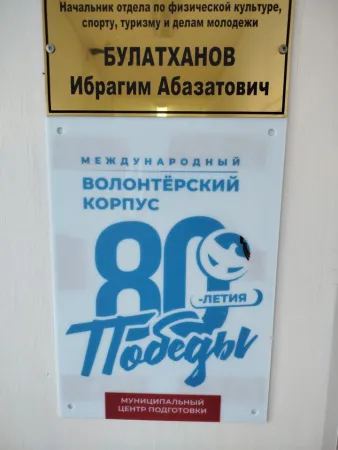 Начальник отдела по физической культуре,
спорту, туризму и делам молодежи
БУЛАТХАНОВ
Ибрагим Абазатович
МЕЖДУНАРОДНЫЙ
ВОЛОНТЁРСКИЙ
КОРПУС
80
-ЛЕТИЯ
Победы
МУНИЦИПАЛЬНЫЙ
ЦЕНТР ПОДГОТОВКИ